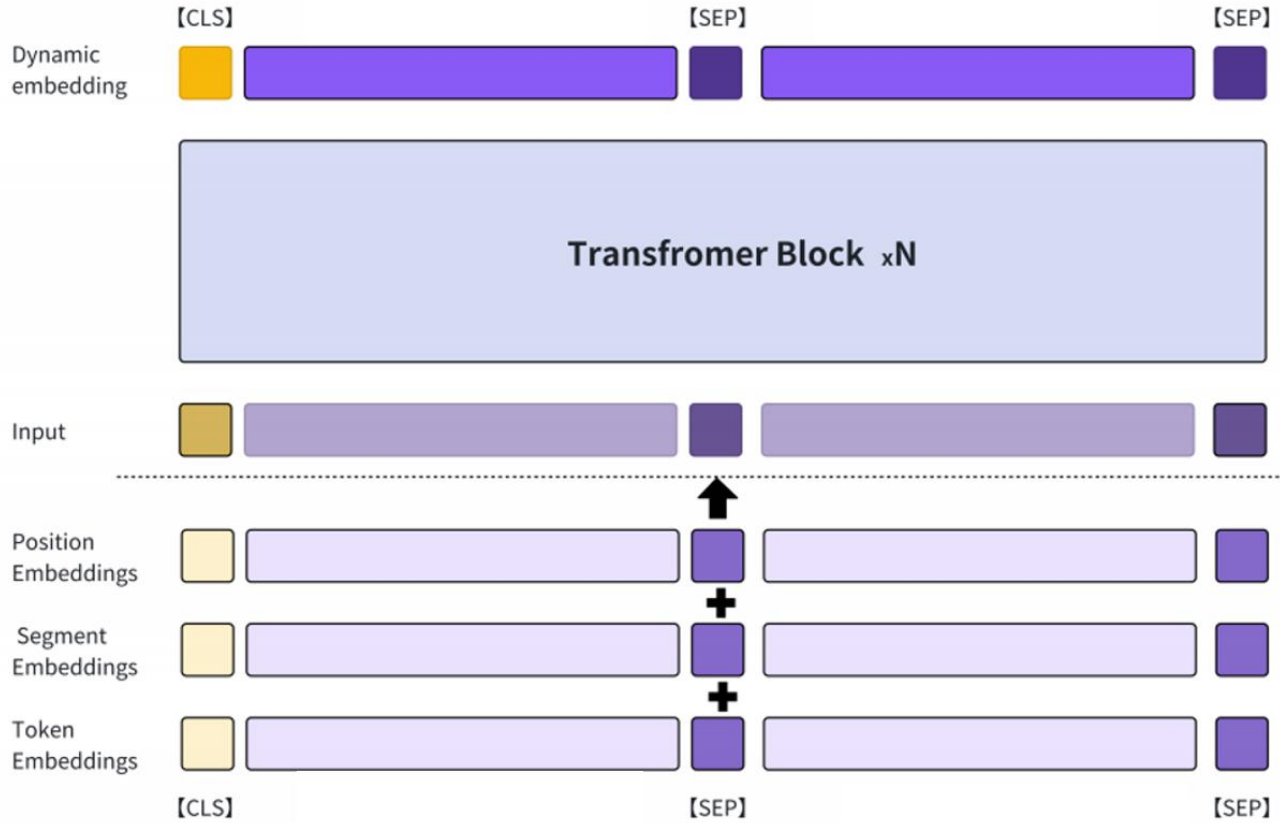 【CLS】 【SEP】 【SEP】
Dynamic
embedding
Transfromer Block xN
Input
Position
Embeddings
Segment
Embeddings
Token
Embeddings
【CLS】 【SEP】 【SEP】